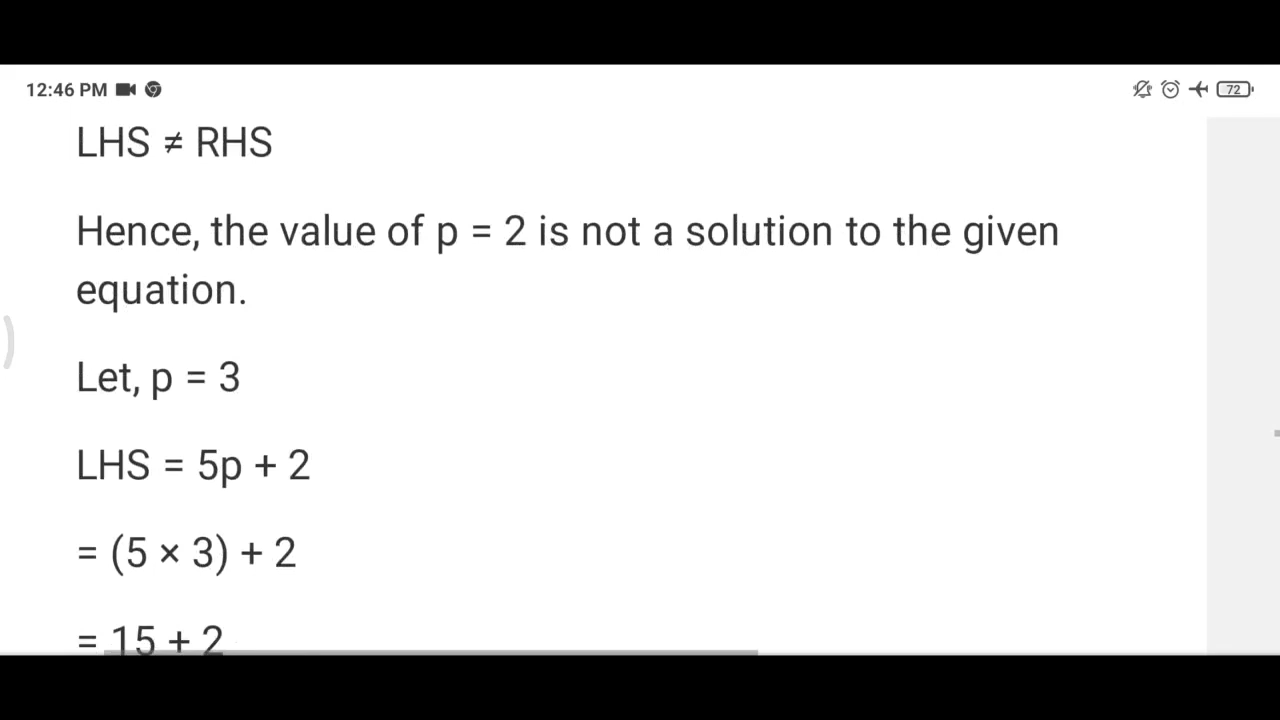 12:46 PM
72
LHS ≠ RHS
Hence, the value of p = 2 is not a solution to the given
equation.
Let, p = 3
LHS = 5p + 2
= (5 × 3) + 2
= 15 + 2